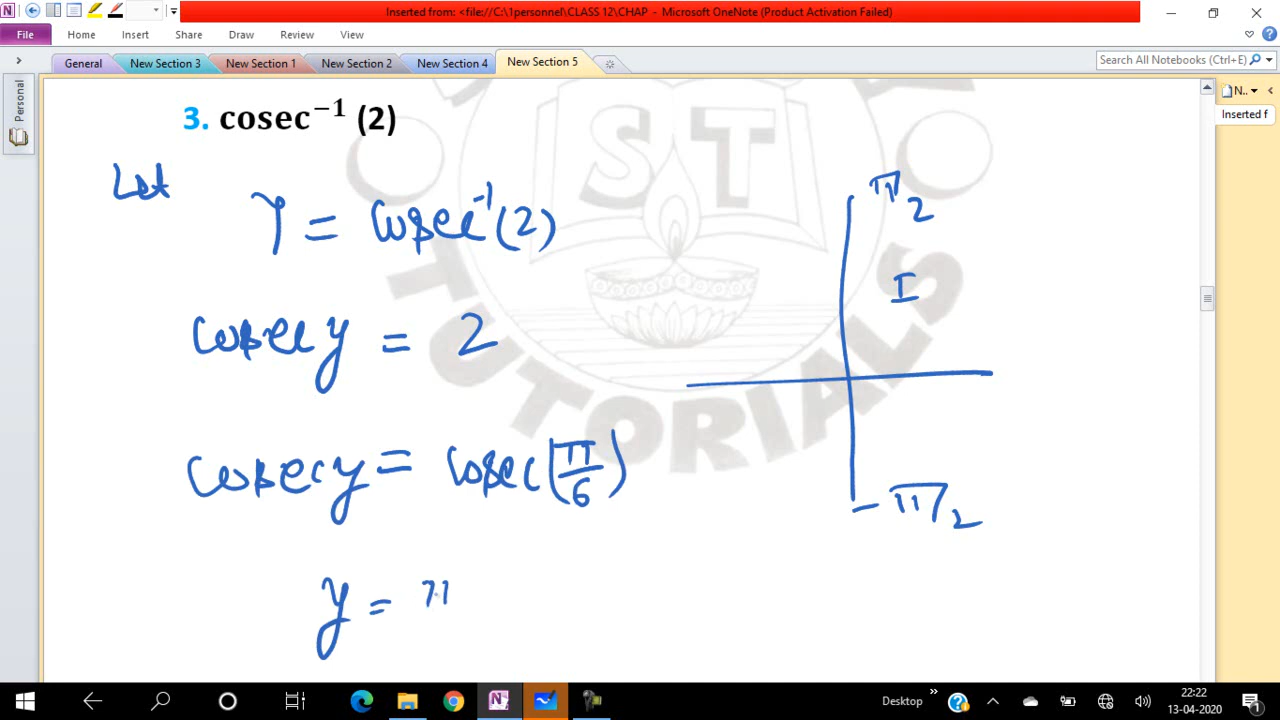 Inserted from: <file://C:\1personnel\CLASS 12\CHAP - Microsoft OneNote (Product Activation Failed)
File Home Insert Share Draw Review View
General New Section 3 New Section 1 New Section 2 New Section 4 New Section 5 Search All Notebooks (Ctrl+E)
Personal
N..
Inserted f
ST
TUTORIALS
3. cosec⁻¹ (2)
Let
y = cosec⁻¹(2)
π/2
I
cosec y = 2
cosec y = cosec(π/6)
-π/2
y = π
Desktop
22:22
13-04-2020
1